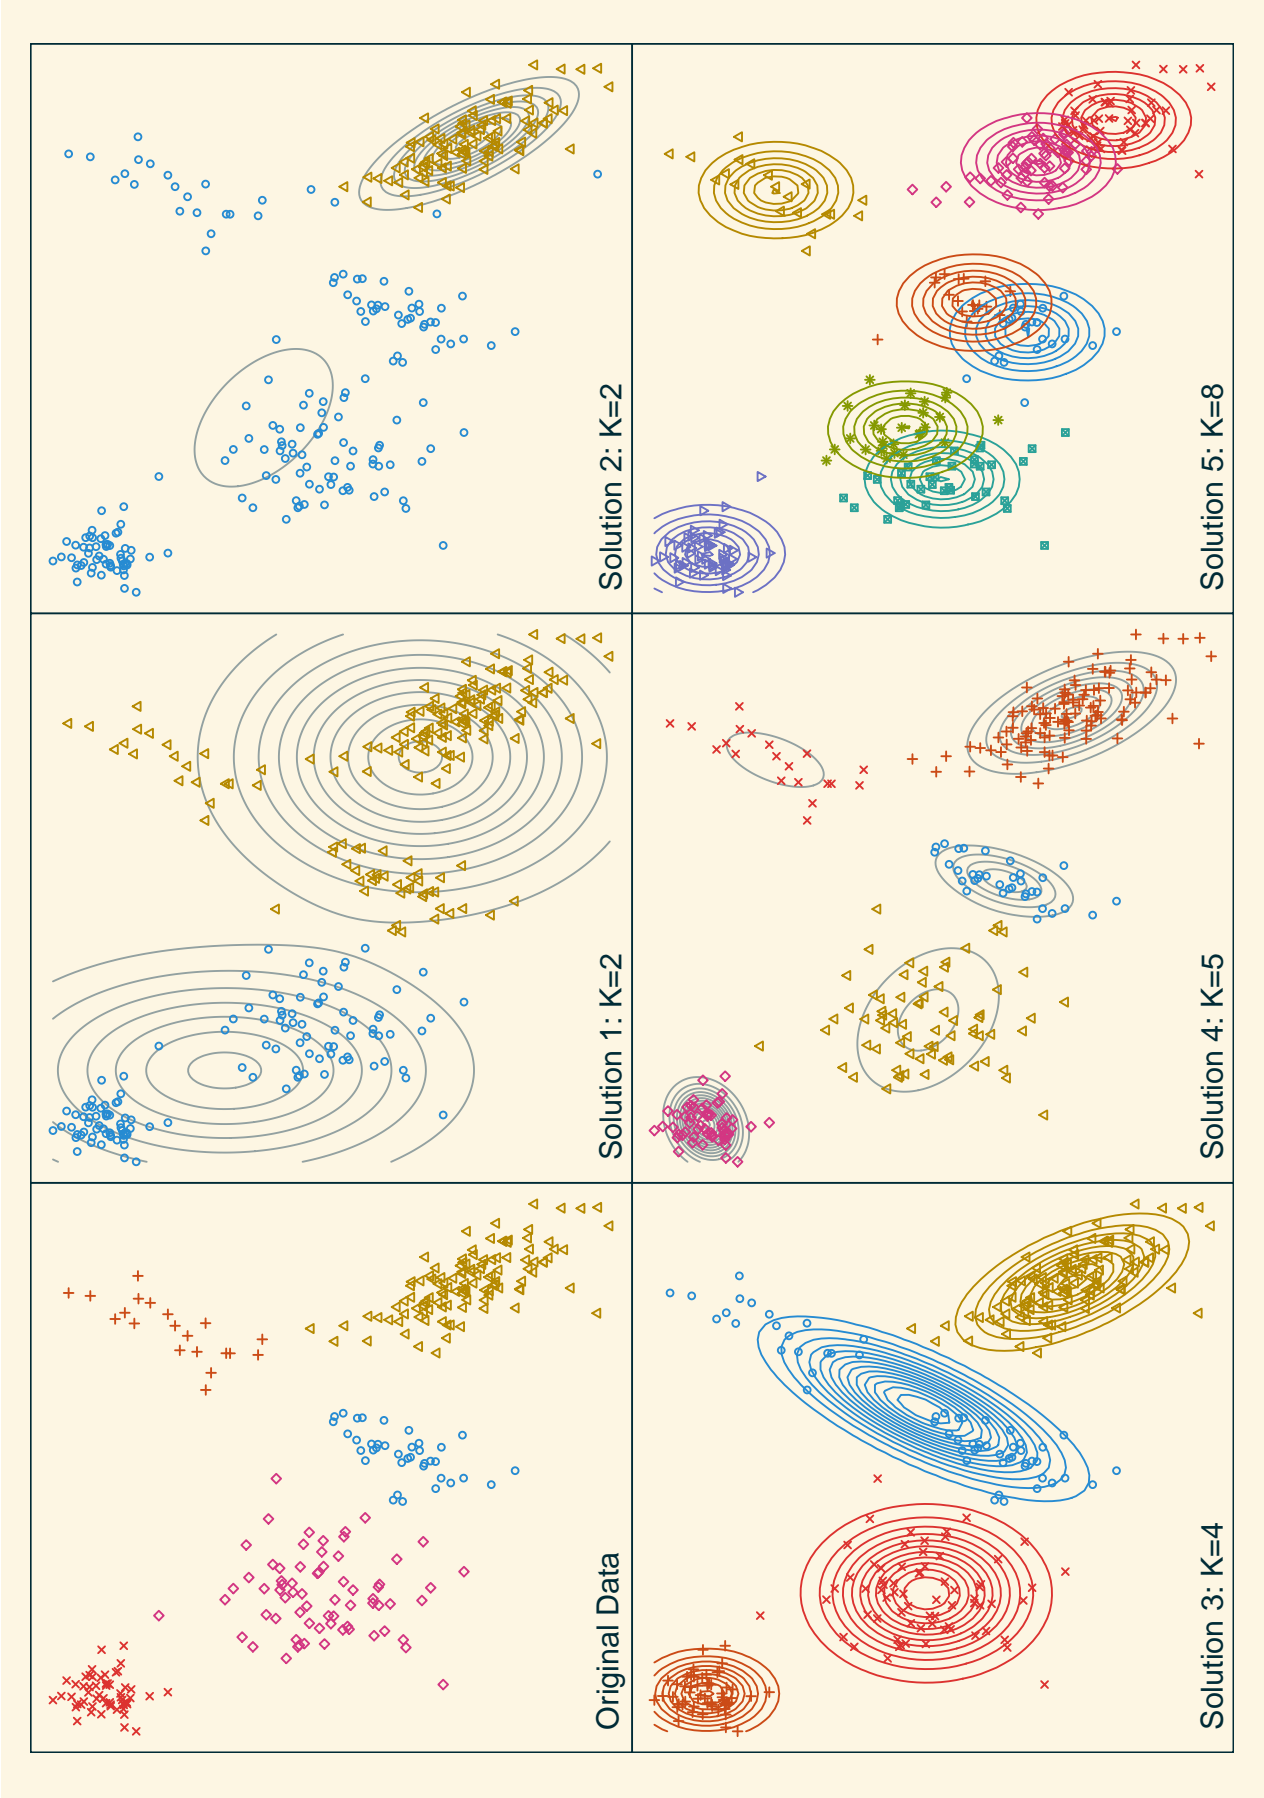 Original Data
Solution 1: K=2
Solution 2: K=2
Solution 3: K=4
Solution 4: K=5
Solution 5: K=8